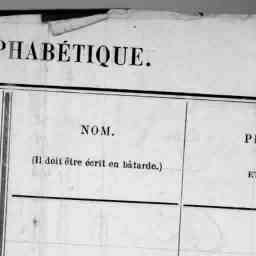 PHABÉTIQUE.
NOM.
(Il doit être écrit en bâtarde.)
P
E